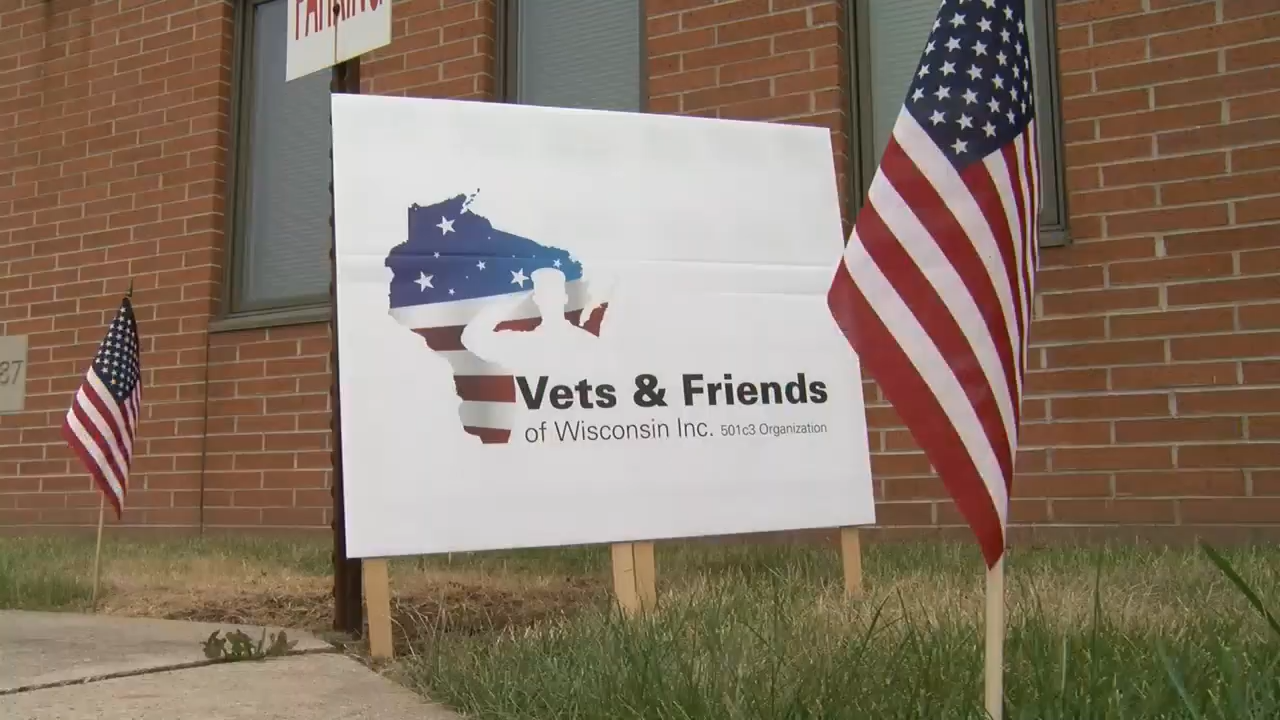 Vets & Friends
of Wisconsin Inc. 501c3 Organization